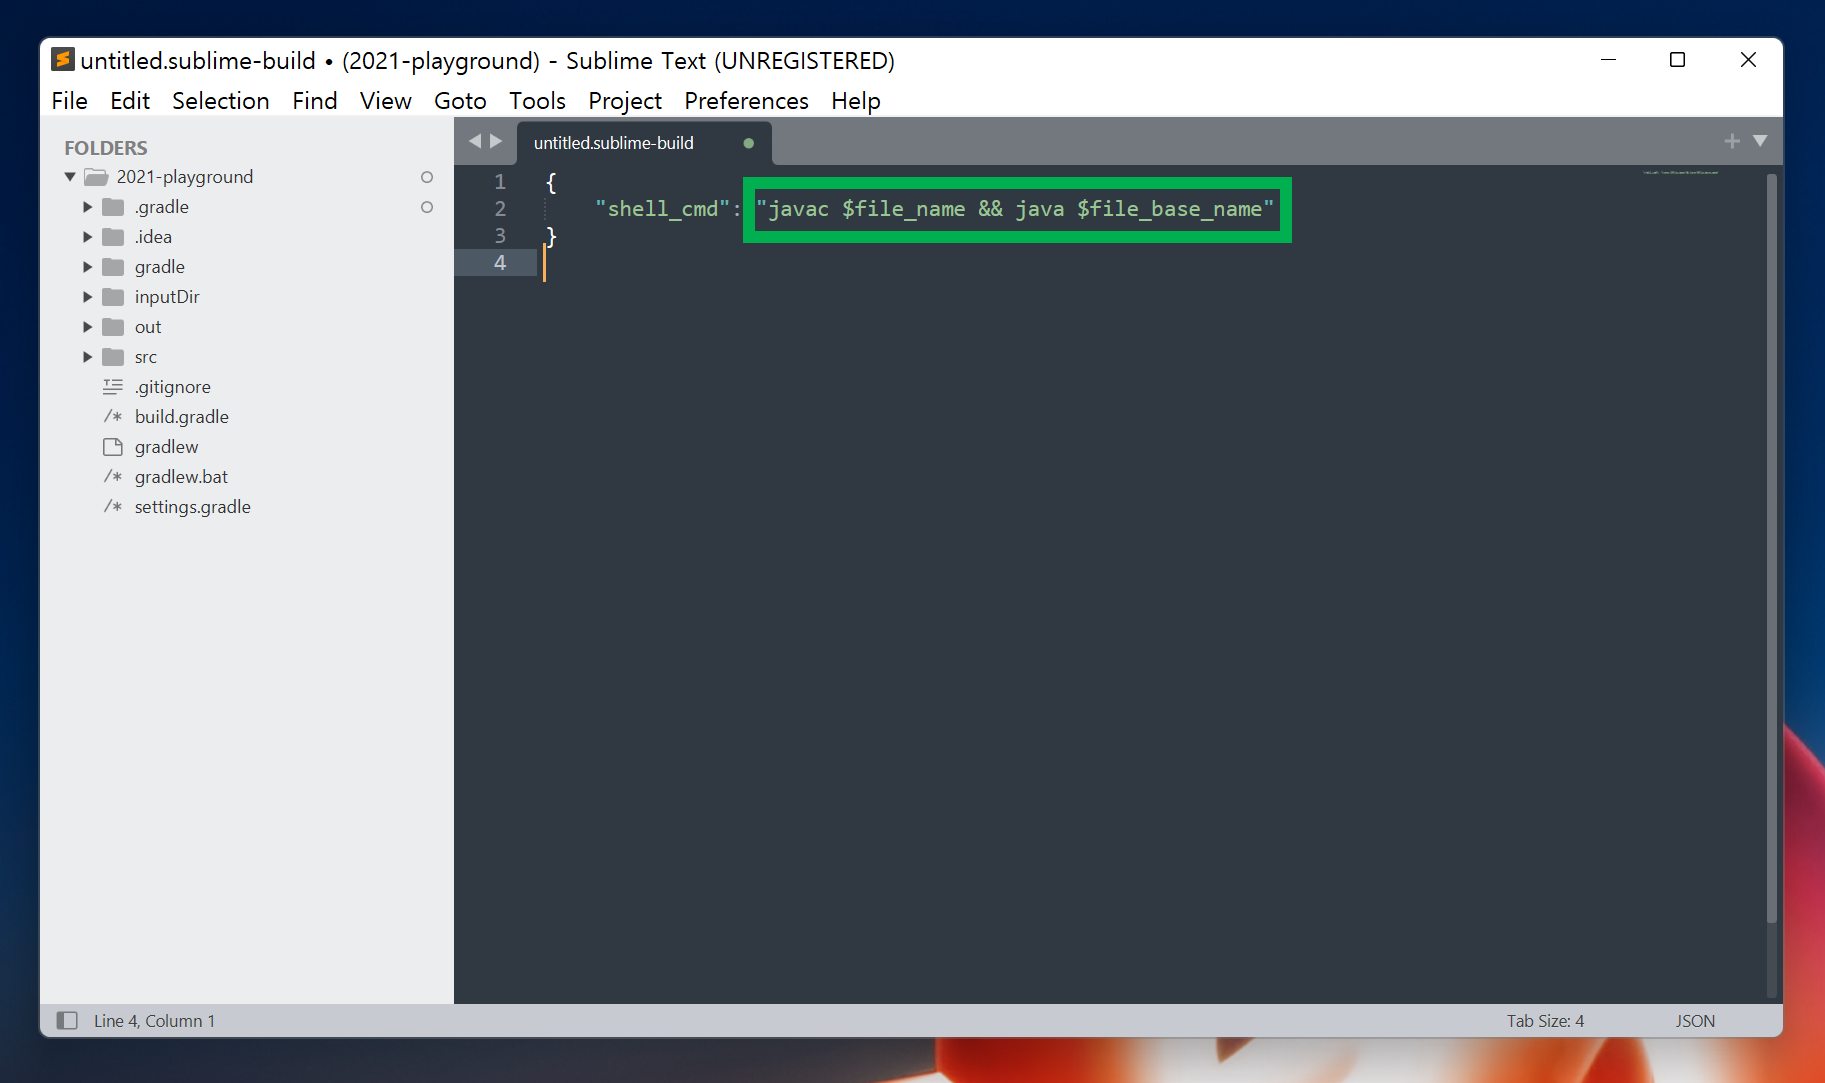 untitled.sublime-build • (2021-playground) - Sublime Text (UNREGISTERED)
File Edit Selection Find View Goto Tools Project Preferences Help
FOLDERS
2021-playground
.gradle
.idea
gradle
inputDir
out
src
.gitignore
build.gradle
gradlew
gradlew.bat
settings.gradle
untitled.sublime-build
1 {
2 "shell_cmd": "javac $file_name && java $file_base_name"
3 }
4
Line 4, Column 1
Tab Size: 4
JSON